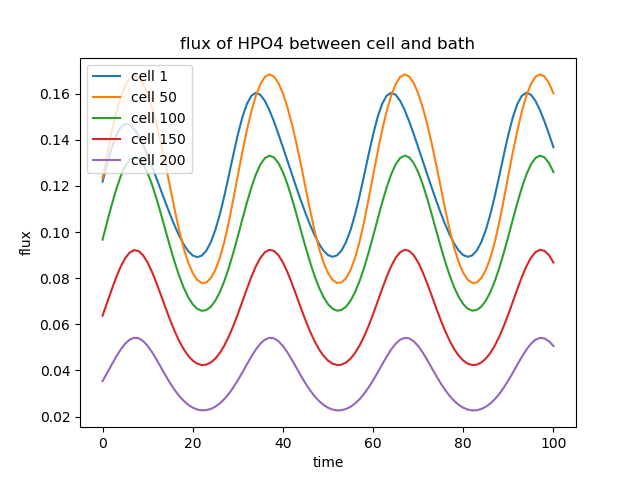 flux of HPO4 between cell and bath
cell 1
cell 50
cell 100
cell 150
cell 200
flux
0.16
0.14
0.12
0.10
0.08
0.06
0.04
0.02
0
20
40
60
80
100
time